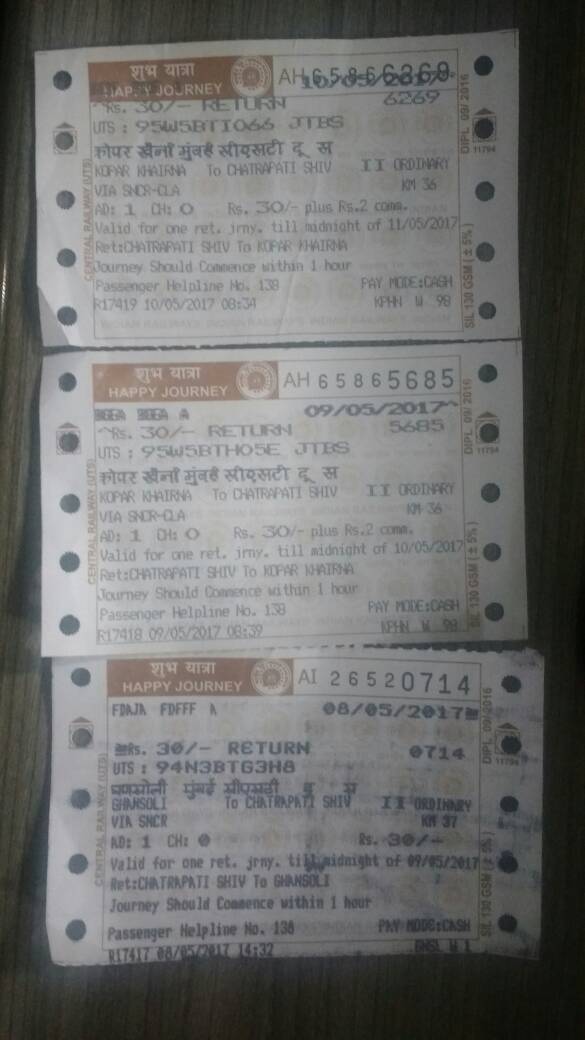 शुभ यात्रा
HAPPY JOURNEY
AH 65866269
10/05/2017
Rs. 30/- RETURN 6269
UTS : 95W5BTI066 JTBS
कोपर खैर्ना मुंबई सीएसटी दू स
KOPAR KHAIRNA To CHATRAPATI SHIV II ORDINARY
VIA SNCR-CLA KM 36
AD: 1 CH: 0 Rs. 30/- plus Rs.2 comm.
Valid for one ret. jrny. till midnight of 11/05/2017
Ret:CHATRAPATI SHIV To KOPAR KHAIRNA
Journey Should Commence within 1 hour
Passenger Helpline No. 138 PAY MODE:CASH
R17419 10/05/2017 08:34 KPHN W 98
CENTRAL RAILWAY (UTS)
DIPL 09/ 2016
11794
SIL 130 GSM (± 5%)
शुभ यात्रा
HAPPY JOURNEY
AH 65865685
09/05/2017
^Rs. 30/- RETURN 5685
UTS : 95W5BTH05E JTBS
कोपर खैर्ना मुंबई सीएसटी दू स
KOPAR KHAIRNA To CHATRAPATI SHIV II ORDINARY
VIA SNCR-CLA KM 36
AD: 1 CH: 0 Rs. 30/- plus Rs.2 comm.
Valid for one ret. jrny. till midnight of 10/05/2017
Ret:CHATRAPATI SHIV To KOPAR KHAIRNA
Journey Should Commence within 1 hour
Passenger Helpline No. 138 PAY MODE:CASH
R17418 09/05/2017 08:39 KPHN W 98
CENTRAL RAILWAY (UTS)
DIPL 09/ 2016
11794
SIL 130 GSM (± 5%)
शुभ यात्रा
HAPPY JOURNEY
AI 26520714
FDAJA FDFFF A 08/05/2017
Rs. 30/- RETURN 0714
UTS : 94N3BTG3H8
घणसोली मुंबई सीएसटी दू स
GHANSOLI To CHATRAPATI SHIV II ORDINARY
VIA SNCR KM 37
AD: 1 CH: 0 Rs. 30/-
Valid for one ret. jrny. till midnight of 09/05/2017
Ret:CHATRAPATI SHIV To GHANSOLI
Journey Should Commence within 1 hour
Passenger Helpline No. 138 PAY MODE:CASH
R17417 08/05/2017 14:32 GNSL W 1
CENTRAL RAILWAY (UTS)
DIPL 09/ 2016
11794
SIL 130 GSM (± 5%)